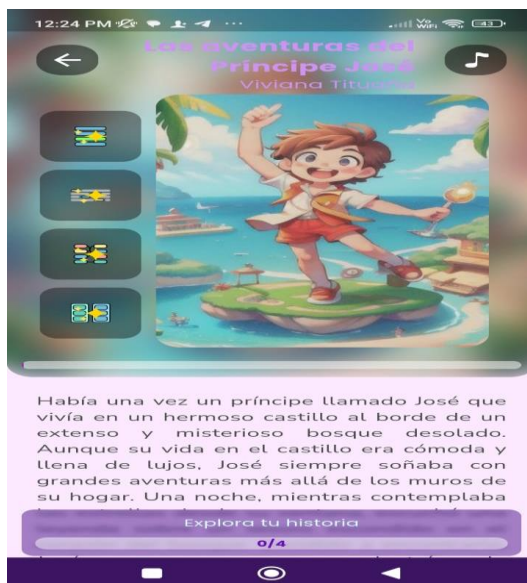 12:24 PM
Vo
WiFi
43
Las aventuras del
Príncipe José
Viviana
Había una vez un príncipe llamado José que
vivía en un hermoso castillo al borde de un
extenso y misterioso bosque desolado.
Aunque su vida en el castillo era cómoda y
llena de lujos, José siempre soñaba con
grandes aventuras más allá de los muros de
su hogar. Una noche, mientras contemplaba
Explora tu historia
0/4